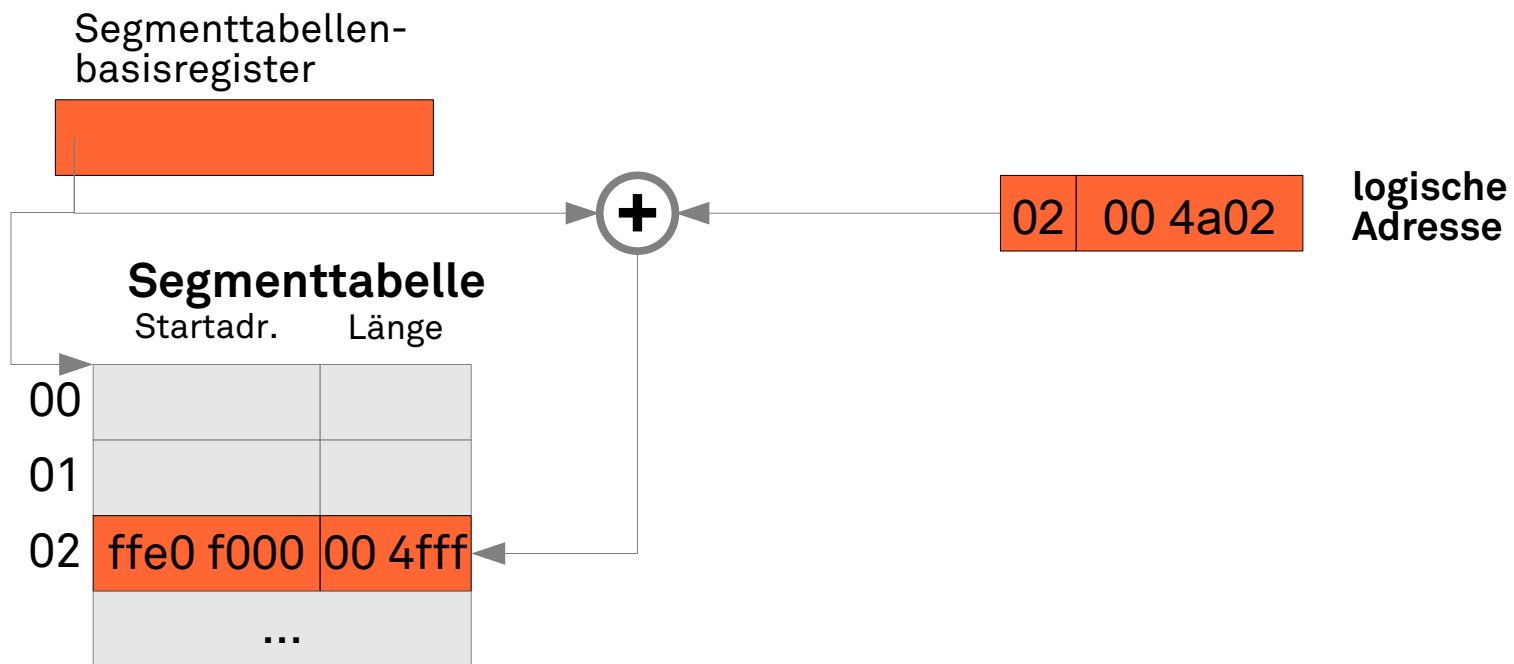 Segmenttabellen-
basisregister
02 00 4a02
logische
Adresse
+
Segmenttabelle
Startadr. Länge
00
01
02 ffe0 f000 00 4fff
...